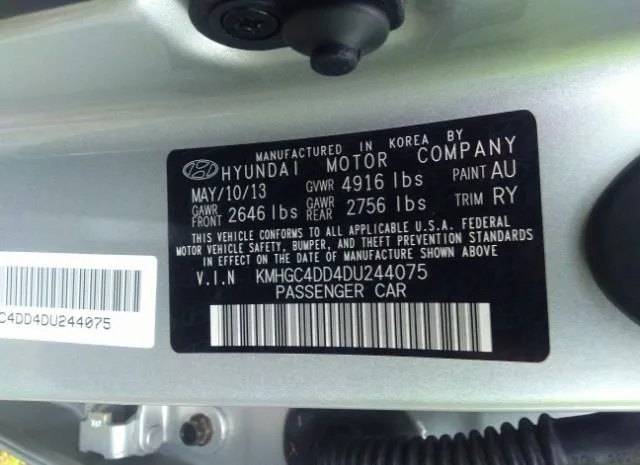 MANUFACTURED IN KOREA BY
HYUNDAI MOTOR COMPANY
MAY/10/13 GVWR 4916 lbs PAINT AU
GAWR FRONT 2646 lbs GAWR REAR 2756 lbs TRIM RY
THIS VEHICLE CONFORMS TO ALL APPLICABLE U.S.A. FEDERAL
MOTOR VEHICLE SAFETY, BUMPER, AND THEFT PREVENTION STANDARDS
IN EFFECT ON THE DATE OF MANUFACTURE SHOWN ABOVE
V.I.N KMHGC4DD4DU244075
PASSENGER CAR
C4DD4DU244075